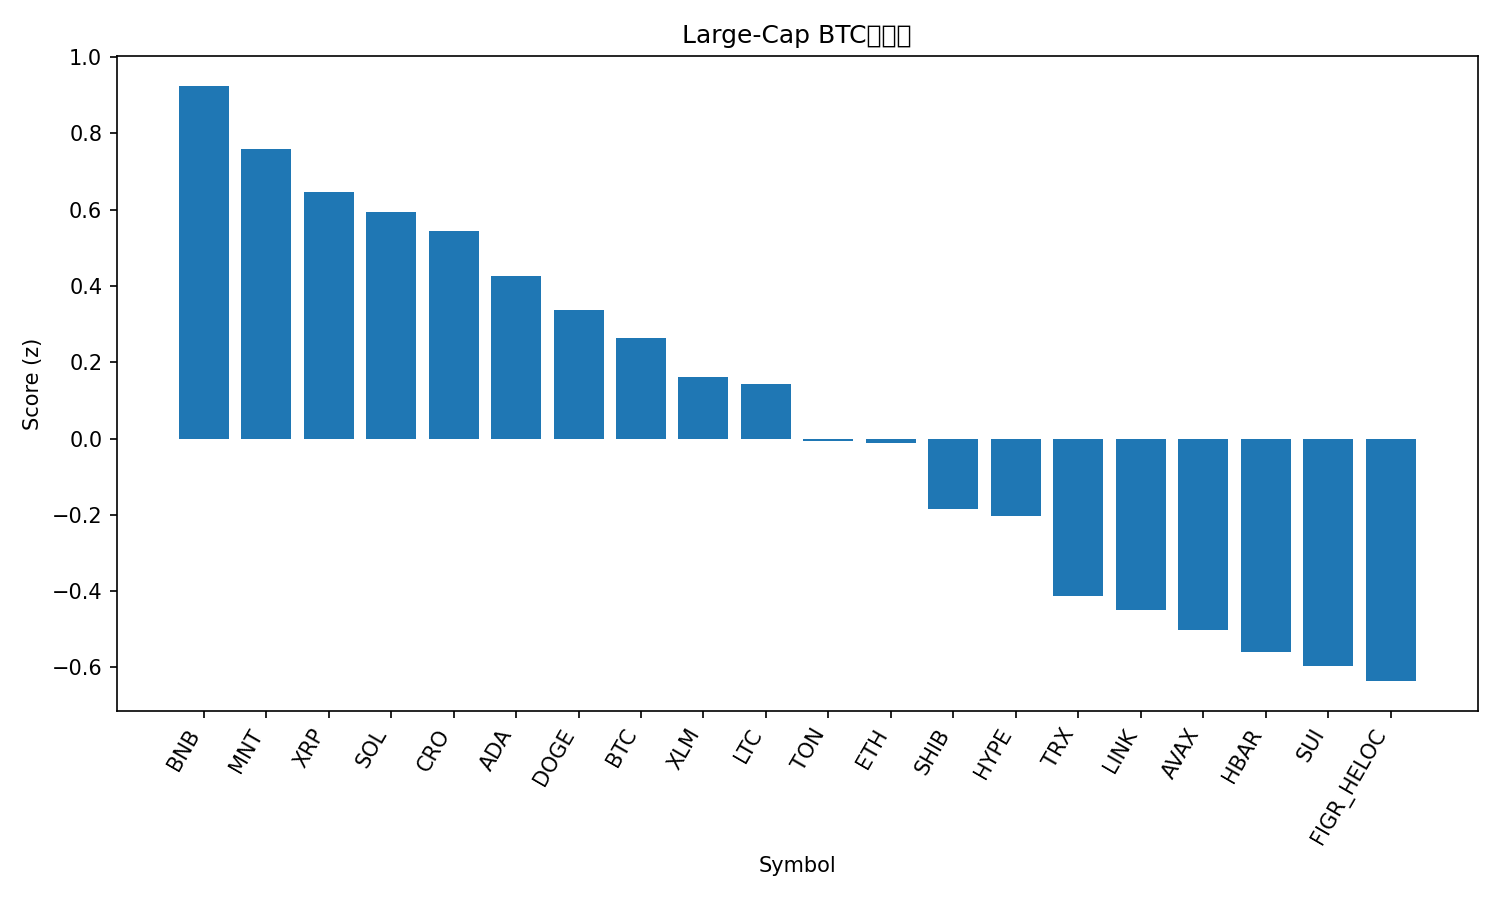 Large-Cap BTC
1.0
0.8
0.6
0.4
0.2
0.0
−0.2
−0.4
−0.6
Score (z)
BNB
MNT
XRP
SOL
CRO
ADA
DOGE
BTC
XLM
LTC
TON
ETH
SHIB
HYPE
TRX
LINK
AVAX
HBAR
SUI
FIGR_HELOC
Symbol